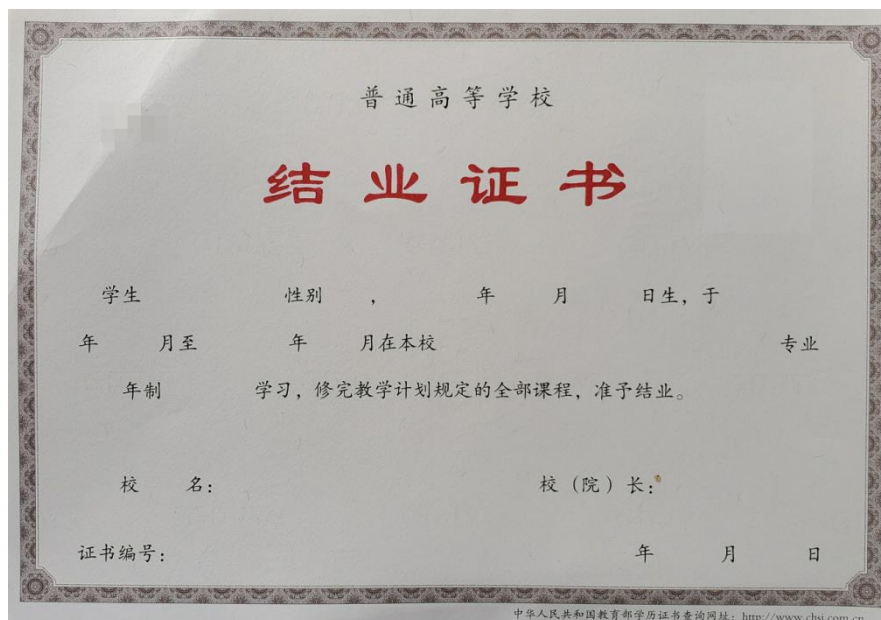 普通高等学校
结业证书
学生 性别 , 年 月 日生，于
年 月至 年 月在本校 专业
年制 学习，修完教学计划规定的全部课程，准予结业。
校 名： 校（院）长：
证书编号： 年 月 日
中华人民共和国教育部学历证书查询网址：http://www.chsi.com.cn